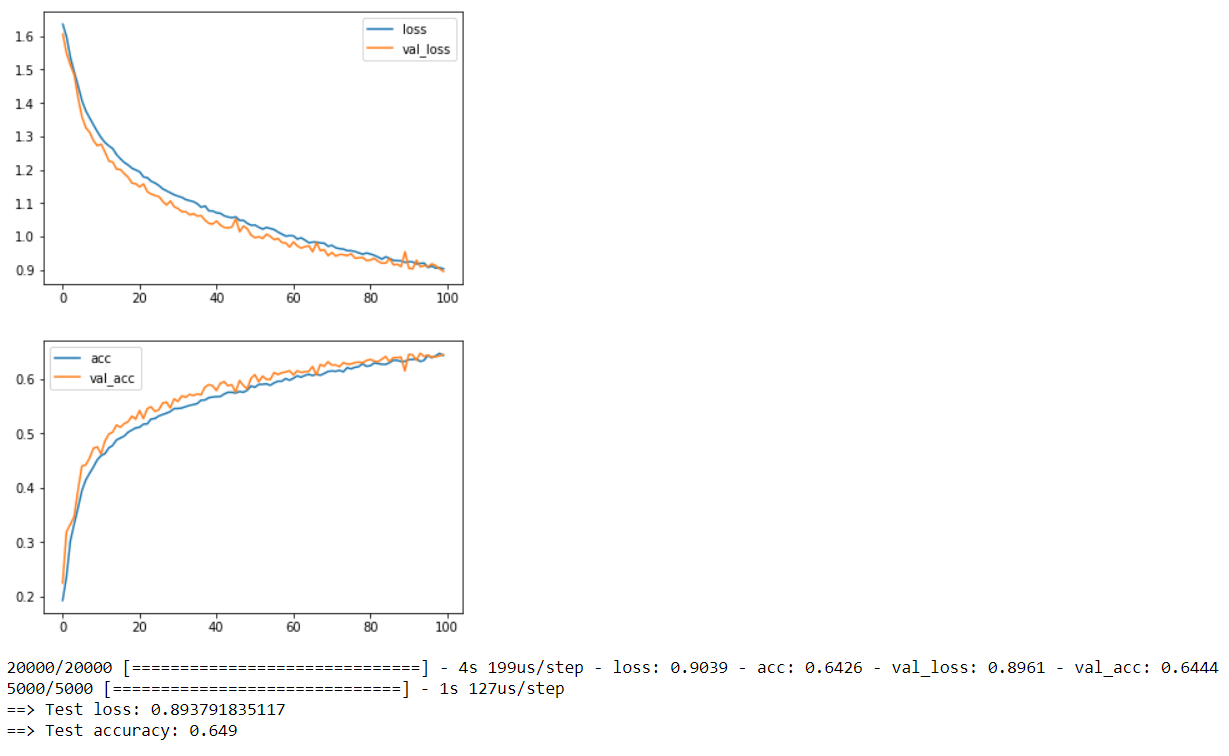 loss
val_loss
1.6
1.5
1.4
1.3
1.2
1.1
1.0
0.9
0 20 40 60 80 100
acc
val_acc
0.6
0.5
0.4
0.3
0.2
0 20 40 60 80 100
20000/20000 [==============================] - 4s 199us/step - loss: 0.9039 - acc: 0.6426 - val_loss: 0.8961 - val_acc: 0.6444
5000/5000 [==============================] - 1s 127us/step
==> Test loss: 0.893791835117
==> Test accuracy: 0.649